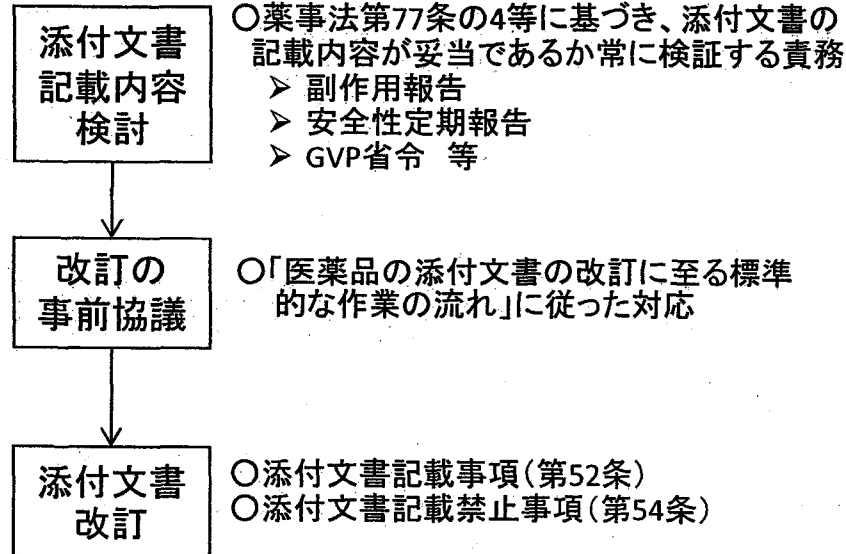 添付文書
記載内容
検討
○薬事法第77条の4等に基づき、添付文書の
記載内容が妥当であるか常に検証する責務
➢ 副作用報告
➢ 安全性定期報告
➢ GVP省令 等
改訂の
事前協議
○「医薬品の添付文書の改訂に至る標準
的な作業の流れ」に従った対応
添付文書
改訂
○添付文書記載事項(第52条)
○添付文書記載禁止事項(第54条)